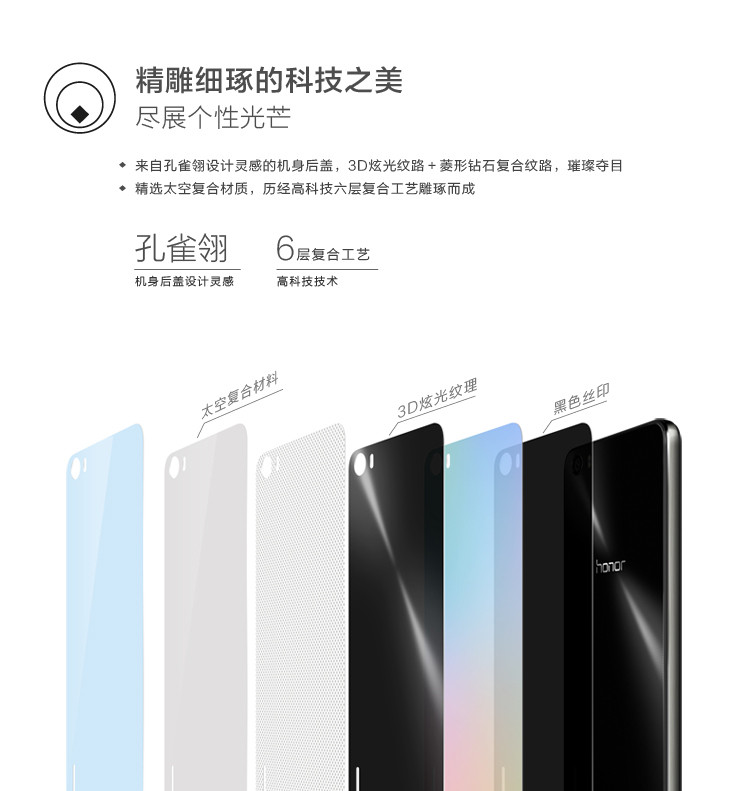 精雕细琢的科技之美
尽展个性光芒
来自孔雀翎设计灵感的机身后盖，3D炫光纹路+菱形钻石复合纹路，璀璨夺目
精选太空复合材质，历经高科技六层复合工艺雕琢而成
孔雀翎
机身后盖设计灵感
6层复合工艺
高科技技术
太空复合材料
3D炫光纹理
黑色丝印
honor